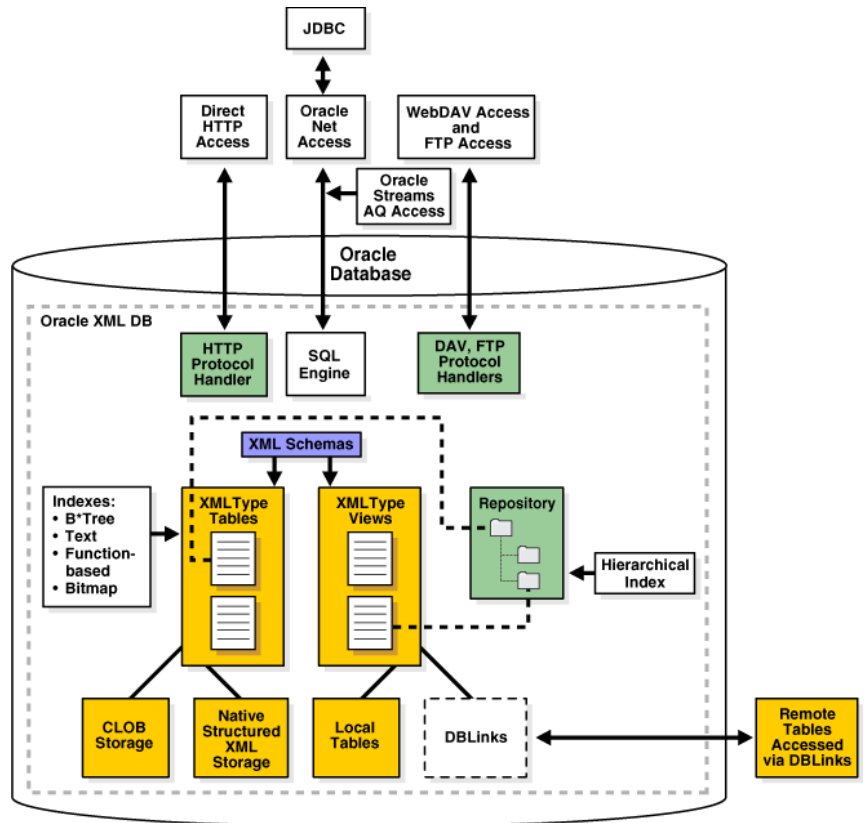 JDBC
Direct
HTTP
Access
Oracle
Net
Access
WebDAV Access
and
FTP Access
Oracle
Streams
AQ Access
Oracle
Database
Oracle XML DB
HTTP
Protocol
Handler
SQL
Engine
DAV, FTP
Protocol
Handlers
XML Schemas
Indexes:
• B*Tree
• Text
• Function-
based
• Bitmap
XMLType
Tables
XMLType
Views
Repository
Hierarchical
Index
CLOB
Storage
Native
Structured
XML
Storage
Local
Tables
DBLinks
Remote
Tables
Accessed
via DBLinks